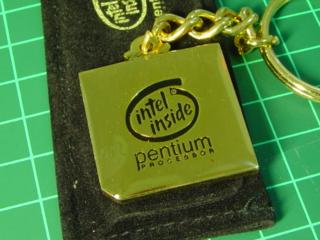 intel
inside
pentium
PROCESSOR